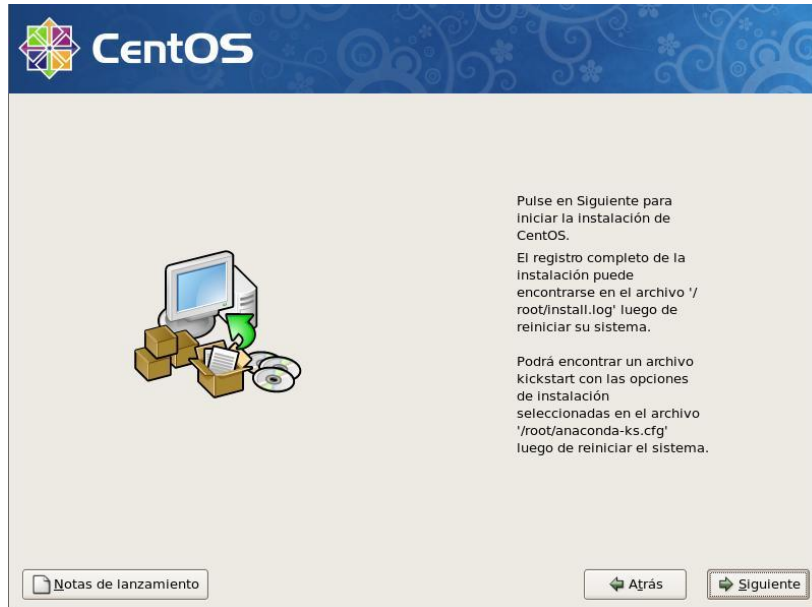 CentOS
Pulse en Siguiente para
iniciar la instalación de
CentOS.
El registro completo de la
instalación puede
encontrarse en el archivo '/
root/install.log' luego de
reiniciar su sistema.
Podrá encontrar un archivo
kickstart con las opciones
de instalación
seleccionadas en el archivo
'/root/anaconda-ks.cfg'
luego de reiniciar el sistema.
Notas de lanzamiento
Atrás
Siguiente